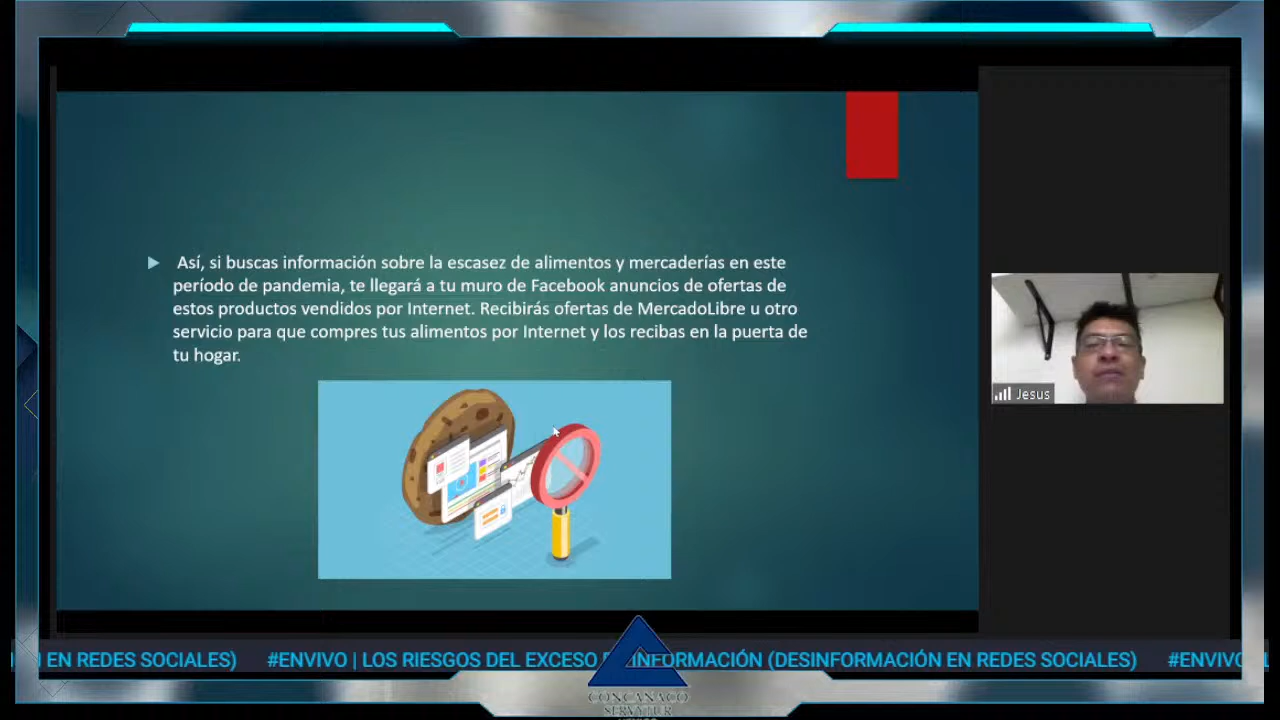 Así, si buscas información sobre la escasez de alimentos y mercaderías en este
período de pandemia, te llegará a tu muro de Facebook anuncios de ofertas de
estos productos vendidos por Internet. Recibirás ofertas de MercadoLibre u otro
servicio para que compres tus alimentos por Internet y los recibas en la puerta de
tu hogar.
Jesus
EN REDES SOCIALES) #ENVIVO | LOS RIESGOS DEL EXCESO INFORMACIÓN (DESINFORMACIÓN EN REDES SOCIALES) #ENVIVO
CONCANACO
SERVYTUR